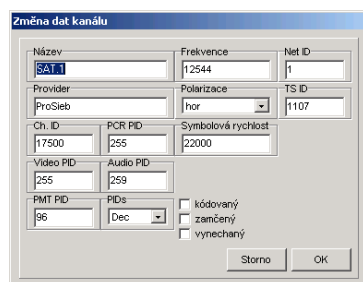 Změna dat kanálu
Název Frekvence Net ID
SAT.1 12544 1
Provider Polarizace TS ID
ProSieb hor 1107
Ch. ID PCR PID Symbolová rychlost
17500 255 22000
Video PID Audio PID
255 259
PMT PID PIDs
96 Dec
kódovaný
zamčený
vynechaný
Storno OK